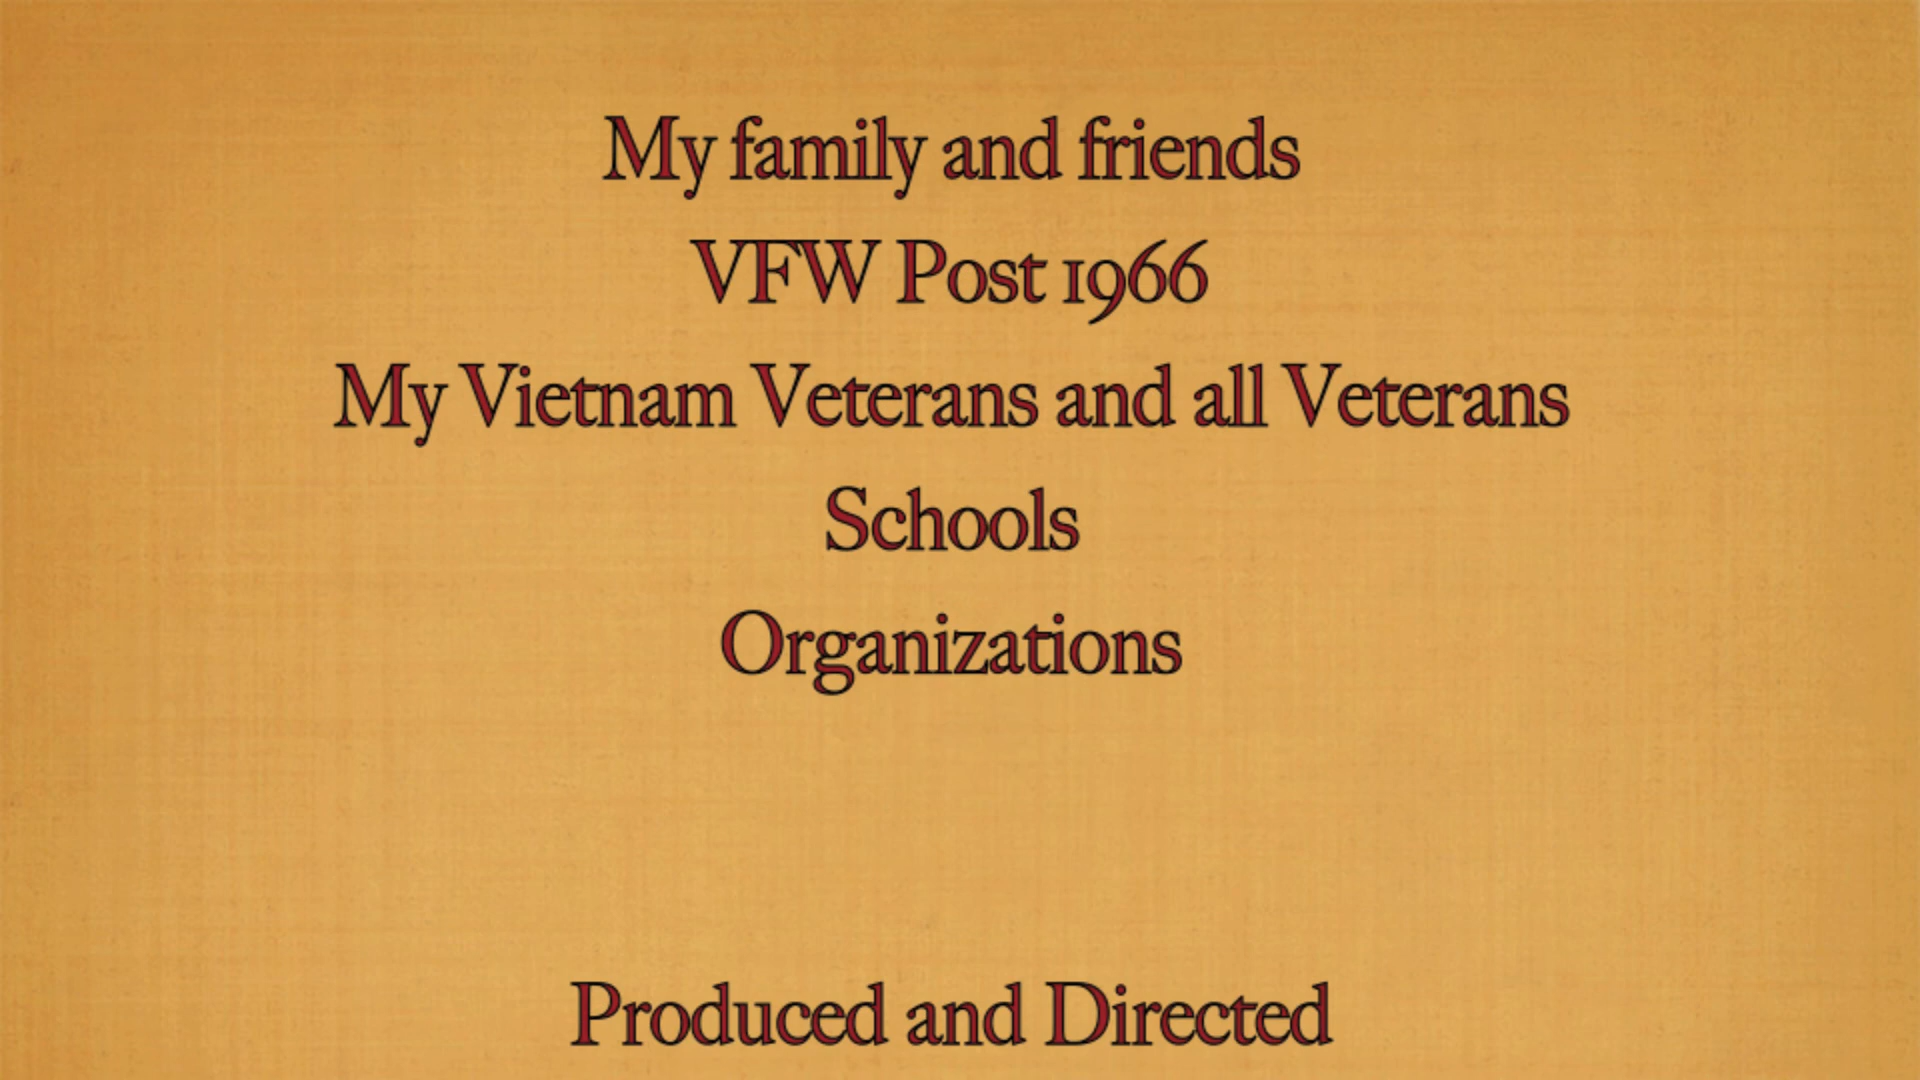 My family and friends
VFW Post 1966
My Vietnam Veterans and all Veterans
Schools
Organizations
Produced and Directed